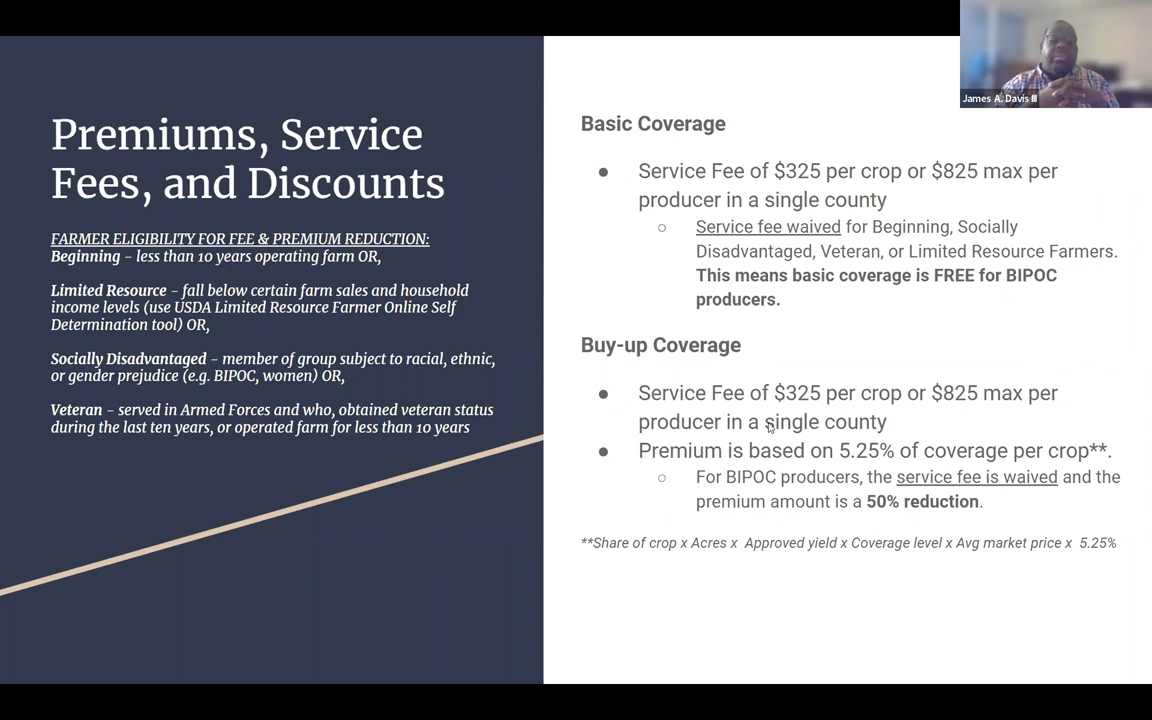 James A. Davis III
Premiums, Service
Fees, and Discounts
FARMER ELIGIBILITY FOR FEE & PREMIUM REDUCTION:
Beginning – less than 10 years operating farm OR,
Limited Resource – fall below certain farm sales and household
income levels (use USDA Limited Resource Farmer Online Self
Determination tool) OR,
Socially Disadvantaged – member of group subject to racial, ethnic,
or gender prejudice (e.g. BIPOC, women) OR,
Veteran – served in Armed Forces and who, obtained veteran status
during the last ten years, or operated farm for less than 10 years
Basic Coverage
● Service Fee of $325 per crop or $825 max per
producer in a single county
○ Service fee waived for Beginning, Socially
Disadvantaged, Veteran, or Limited Resource Farmers.
This means basic coverage is FREE for BIPOC
producers.
Buy-up Coverage
● Service Fee of $325 per crop or $825 max per
producer in a single county
● Premium is based on 5.25% of coverage per crop**.
○ For BIPOC producers, the service fee is waived and the
premium amount is a 50% reduction.
**Share of crop x Acres x Approved yield x Coverage level x Avg market price x 5.25%